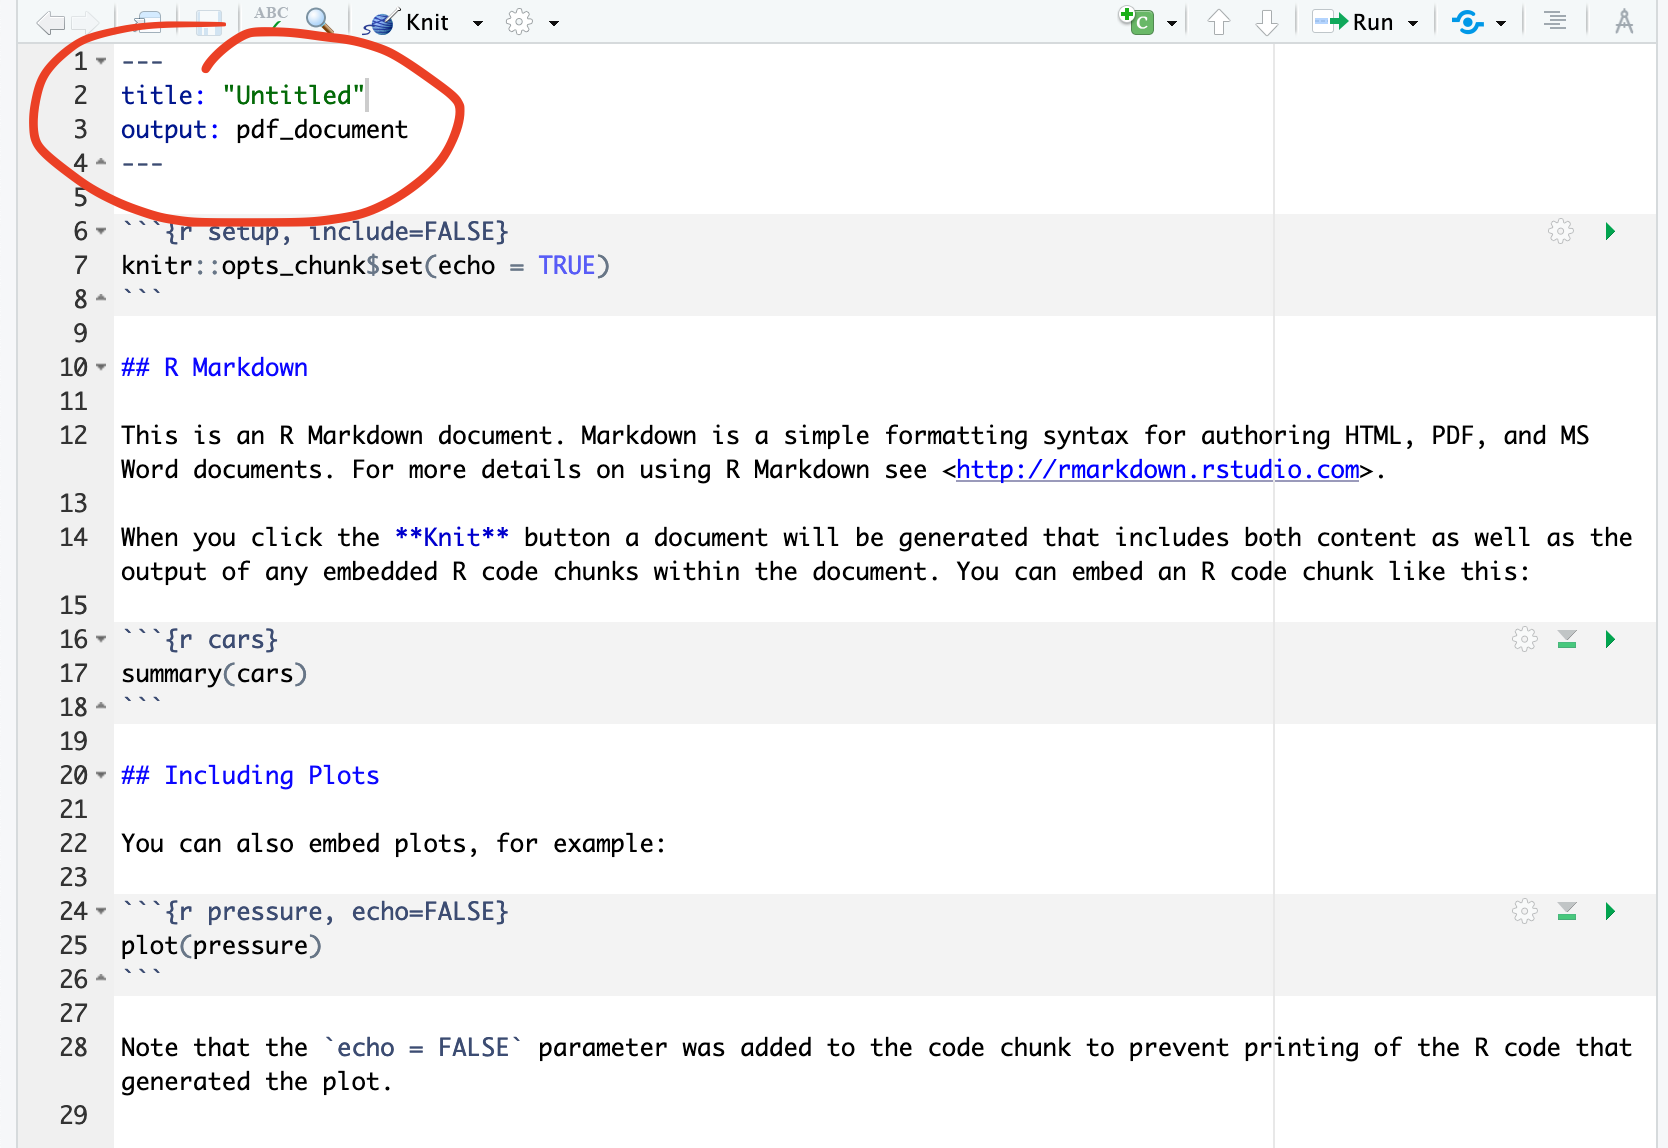 ABC Knit C Run
1 ---
2 title: "Untitled"
3 output: pdf_document
4 ---
5
6 ```{r setup, include=FALSE}
7 knitr::opts_chunk$set(echo = TRUE)
8 ```
9
10 ## R Markdown
11
12 This is an R Markdown document. Markdown is a simple formatting syntax for authoring HTML, PDF, and MS
Word documents. For more details on using R Markdown see <http://rmarkdown.rstudio.com>.
13
14 When you click the **Knit** button a document will be generated that includes both content as well as the
output of any embedded R code chunks within the document. You can embed an R code chunk like this:
15
16 ```{r cars}
17 summary(cars)
18 ```
19
20 ## Including Plots
21
22 You can also embed plots, for example:
23
24 ```{r pressure, echo=FALSE}
25 plot(pressure)
26 ```
27
28 Note that the `echo = FALSE` parameter was added to the code chunk to prevent printing of the R code that
generated the plot.
29